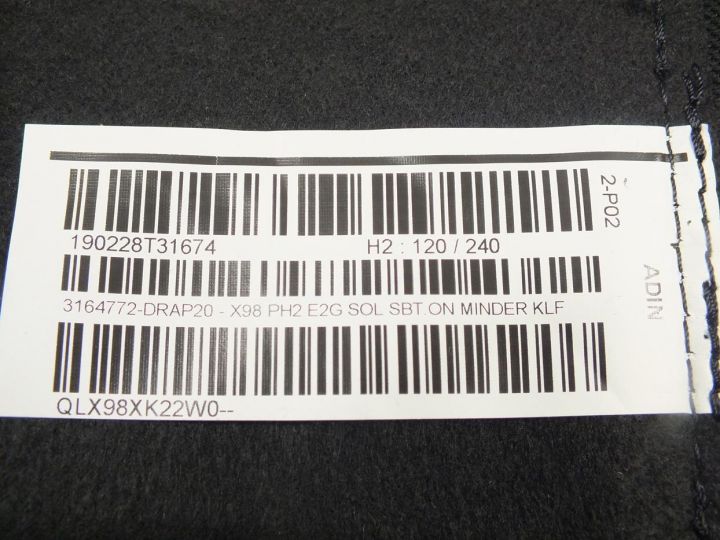 190228T31674 H2 : 120 / 240
3164772-DRAP20 - X98 PH2 E2G SOL SBT ON MINDER KLF
QLX98XK22W0--
2-P02
ADIN